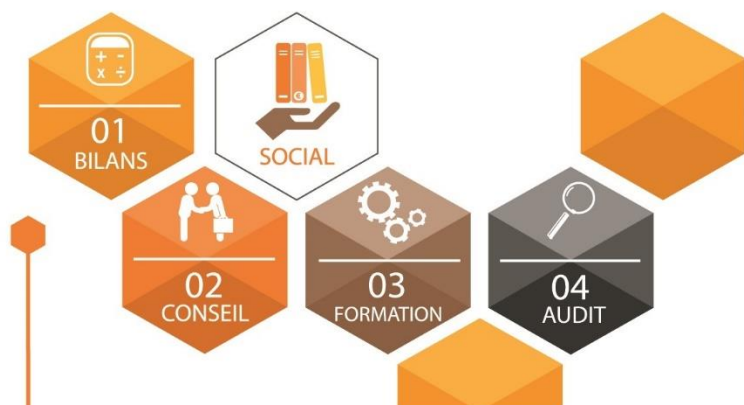 01
BILANS
SOCIAL
02
CONSEIL
03
FORMATION
04
AUDIT